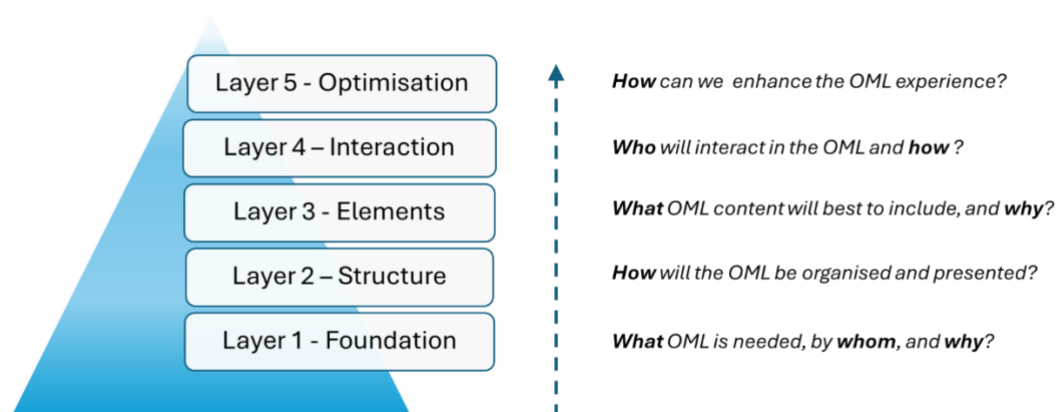 Layer 5 - Optimisation
How can we enhance the OML experience?
Layer 4 – Interaction
Who will interact in the OML and how ?
Layer 3 - Elements
What OML content will best to include, and why?
Layer 2 – Structure
How will the OML be organised and presented?
Layer 1 - Foundation
What OML is needed, by whom, and why?